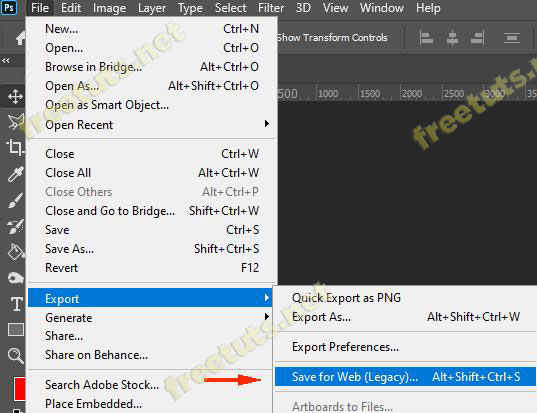 Ps File Edit Image Layer Type Select Filter 3D View Window Help
Show Transform Controls
New... Ctrl+N
Open... Ctrl+O
Browse in Bridge... Alt+Ctrl+O
Open As... Alt+Shift+Ctrl+O
Open as Smart Object...
Open Recent
Close Ctrl+W
Close All Alt+Ctrl+W
Close Others Alt+Ctrl+P
Close and Go to Bridge... Shift+Ctrl+W
Save Ctrl+S
Save As... Shift+Ctrl+S
Revert F12
Export
Generate
Share...
Share on Behance...
Search Adobe Stock...
Place Embedded...
500 1000 1500 2000 2500 3000
Quick Export as PNG
Export As... Alt+Shift+Ctrl+W
Export Preferences...
Save for Web (Legacy)... Alt+Shift+Ctrl+S
Artboards to Files...
T
freetuts.net
freetuts.net
freetuts.net